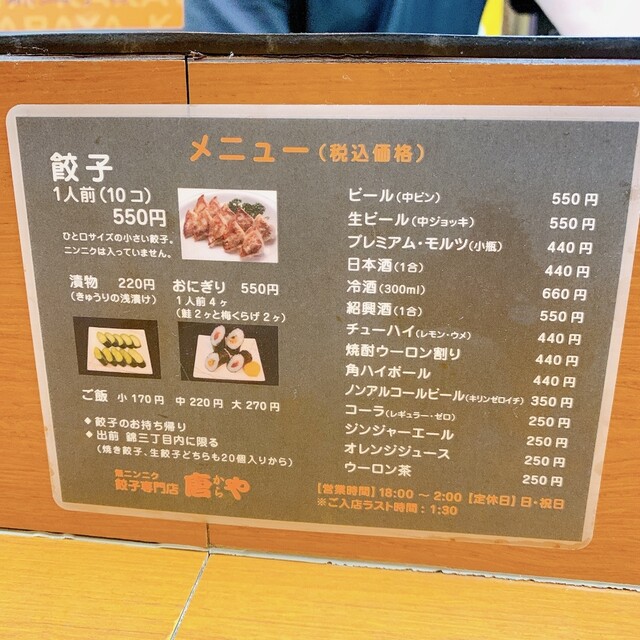 メニュー（税込価格）
餃子
1人前（10コ）
550円
ひと口サイズの小さい餃子。
ニンニクは入っていません。
漬物 220円
（きゅうりの浅漬け）
おにぎり 550円
1人前4ヶ
（鮭2ヶと梅くらげ2ヶ）
ご飯 小170円 中220円 大270円
◆餃子のお持ち帰り
◆出前 錦三丁目内に限る
（焼き餃子、生餃子どちらも20個入りから）
無ニンニク
餃子専門店 唐や
から
ビール（中ビン） 550円
生ビール（中ジョッキ） 550円
プレミアム・モルツ（小瓶） 440円
日本酒（1合） 440円
冷酒（300ml） 660円
紹興酒（1合） 550円
チューハイ（レモン・ウメ） 440円
焼酎ウーロン割り 440円
角ハイボール 440円
ノンアルコールビール（キリンゼロイチ） 350円
コーラ（レギュラー・ゼロ） 250円
ジンジャーエール 250円
オレンジジュース 250円
ウーロン茶 250円
【営業時間】18:00～2:00【定休日】日・祝日
※ご入店ラスト時間：1:30